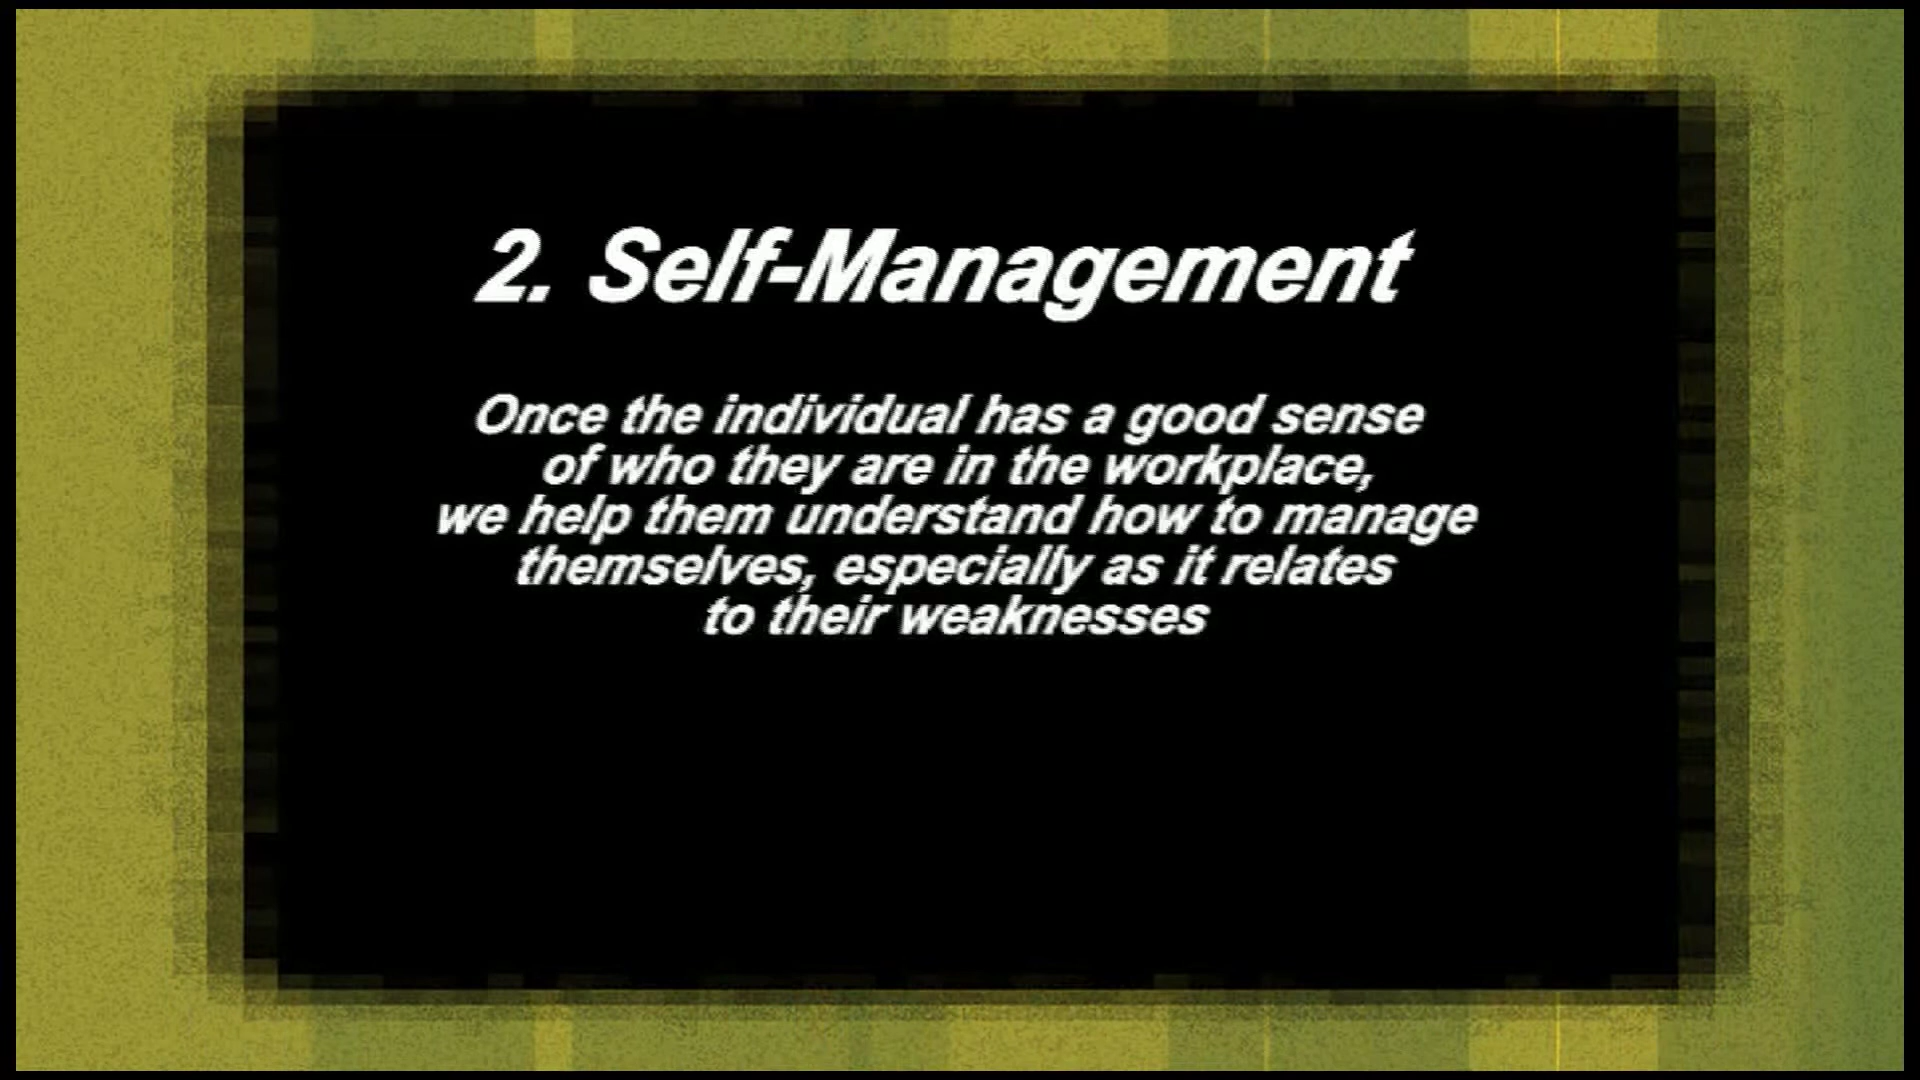 2. Self-Management
Once the individual has a good sense
of who they are in the workplace,
we help them understand how to manage
themselves, especially as it relates
to their weaknesses